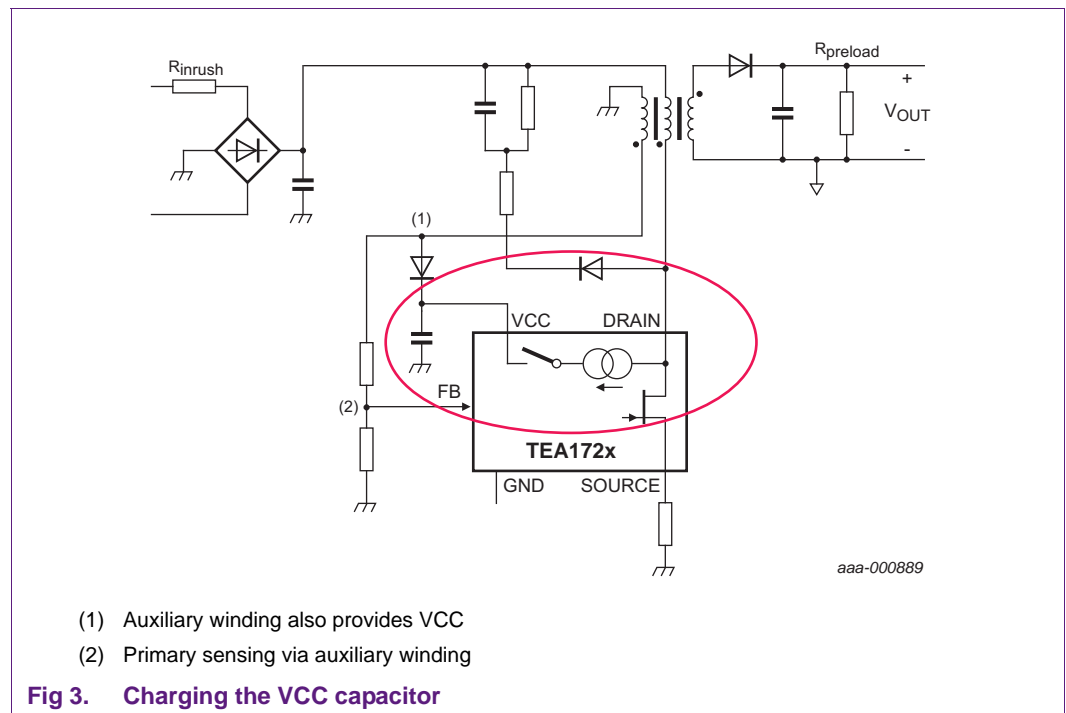 Rinrush
Rpreload
+
VOUT
-
(1)
VCC
DRAIN
FB
(2)
TEA172x
GND
SOURCE
aaa-000889
(1) Auxiliary winding also provides VCC
(2) Primary sensing via auxiliary winding
Fig 3. Charging the VCC capacitor